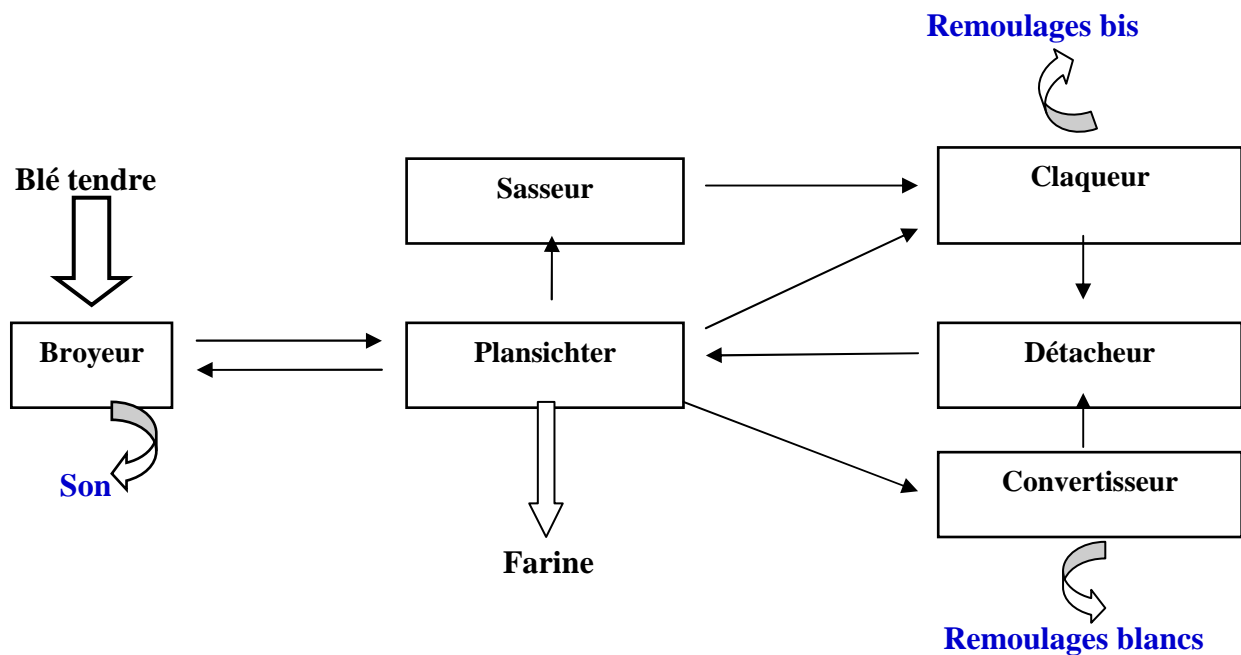 Remoulages bis
Blé tendre
Sasseur
Claqueur
Broyeur
Plansichter
Détacheur
Son
Convertisseur
Farine
Remoulages blancs